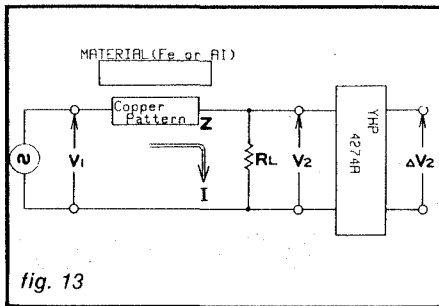 MATERIAL(Fe or Al)
Copper
Pattern
Z
V1
I
RL
V2
YHP
4274A
ΔV2
fig. 13